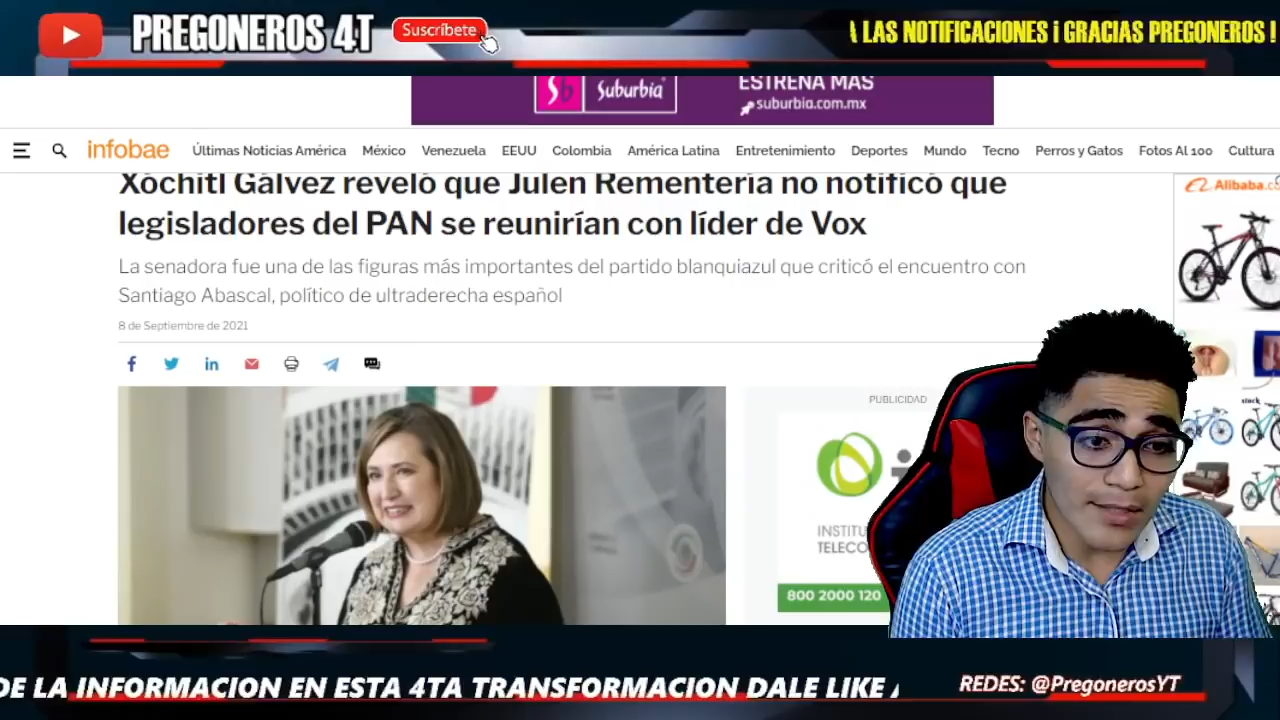 PREGONEROS 4T
Suscríbete
LAS NOTIFICACIONES ¡ GRACIAS PREGONEROS !
Sb Suburbia
ESTRENA MÁS
suburbia.com.mx
infobae Últimas Noticias América México Venezuela EEUU Colombia América Latina Entretenimiento Deportes Mundo Tecno Perros y Gatos Fotos Al 100 Cultura
Xóchitl Gálvez reveló que Julen Rementería no notificó que
legisladores del PAN se reunirían con líder de Vox
La senadora fue una de las figuras más importantes del partido blanquiazul que criticó el encuentro con
Santiago Abascal, político de ultraderecha español
8 de Septiembre de 2021
Alibaba.c
PUBLICIDAD
stock
INSTITU
TELECO
800 2000 120
DE LA INFORMACION EN ESTA 4TA TRANSFORMACION DALE LIKE
REDES: @PregonerosYT